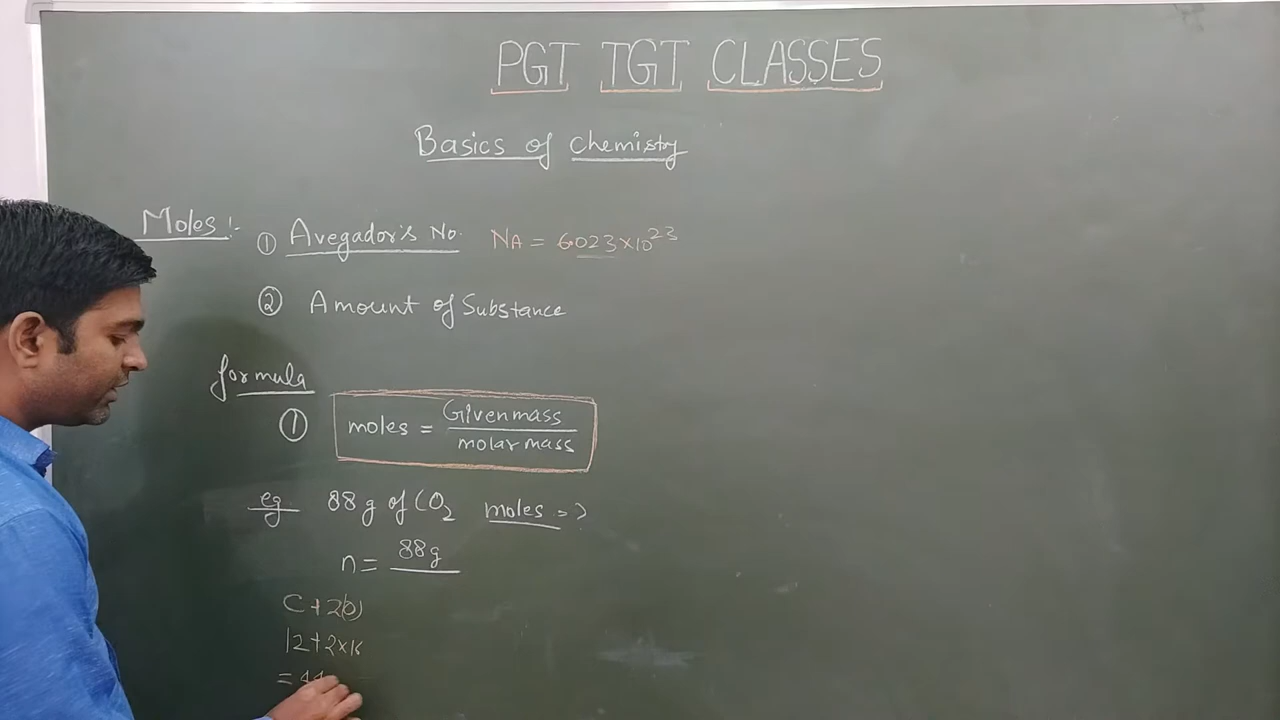 PGT TGT CLASSES
Basics of Chemistry
Moles:- ① Avegador's No. NA = 6.023×10²³
② Amount of Substance
formula
① moles = Given mass / molar mass
eg 88 g of CO₂ moles = ?
n = 88g
C + 2(O)
12 + 2×16
= 44